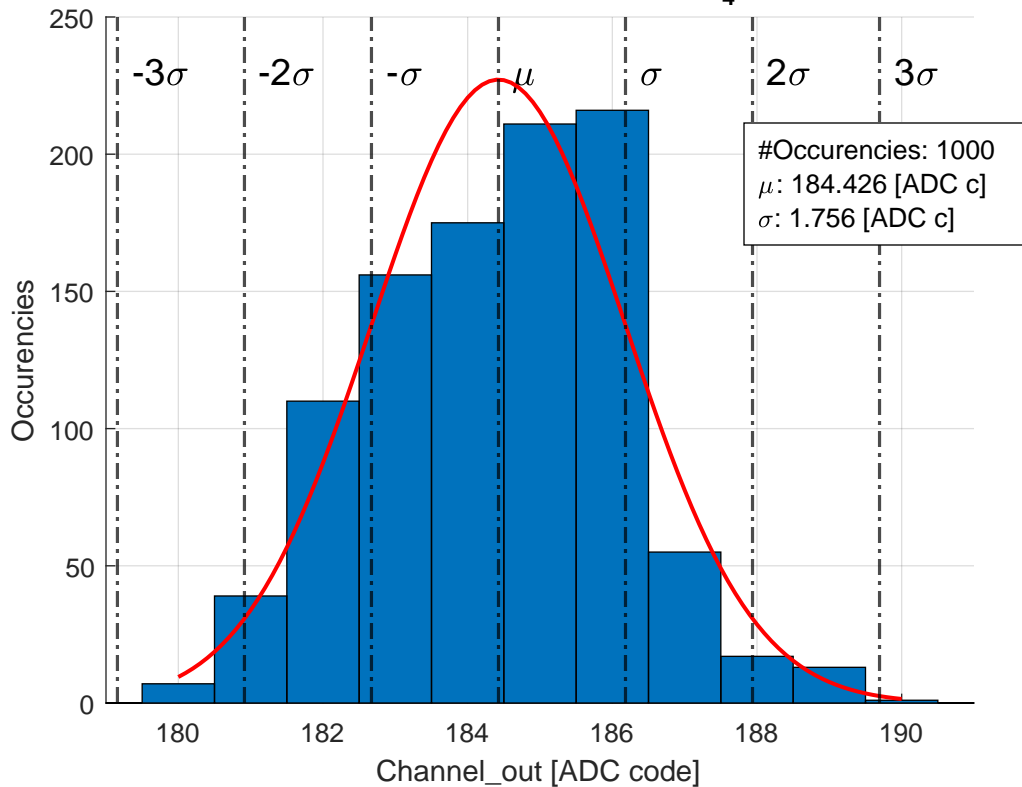 4
250
-3σ -2σ -σ μ σ 2σ 3σ
#Occurencies: 1000
μ: 184.426 [ADC c]
σ: 1.756 [ADC c]
200
150
100
50
0
Occurencies
180 182 184 186 188 190
Channel_out [ADC code]